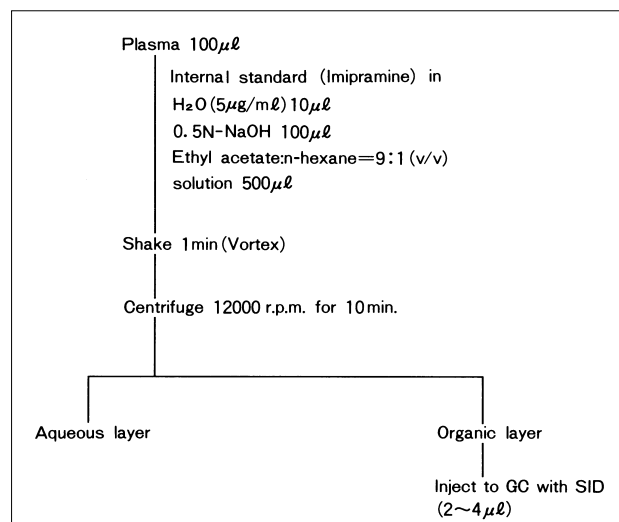 Plasma 100μℓ
Internal standard (Imipramine) in
H₂O(5μg/mℓ)10μℓ
0.5N-NaOH 100μℓ
Ethyl acetate:n-hexane=9:1(v/v)
solution 500μℓ
Shake 1min(Vortex)
Centrifuge 12000 r.p.m. for 10min.
Aqueous layer
Organic layer
Inject to GC with SID
(2~4μℓ)